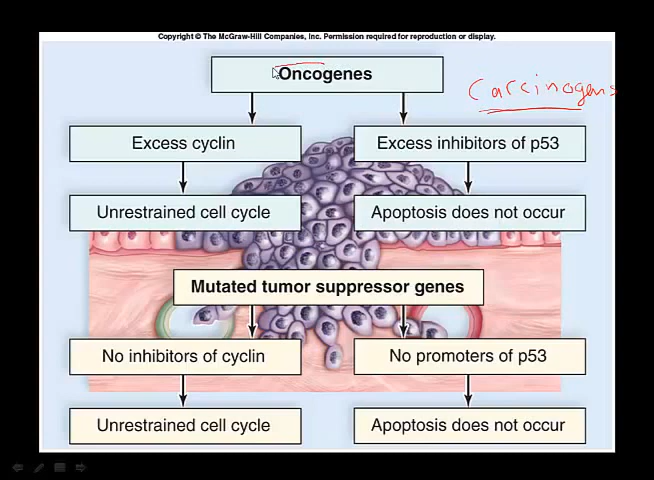 Copyright © The McGraw-Hill Companies, Inc. Permission required for reproduction or display.
Oncogenes
Carcinogens
Excess cyclin
Excess inhibitors of p53
Unrestrained cell cycle
Apoptosis does not occur
Mutated tumor suppressor genes
No inhibitors of cyclin
No promoters of p53
Unrestrained cell cycle
Apoptosis does not occur